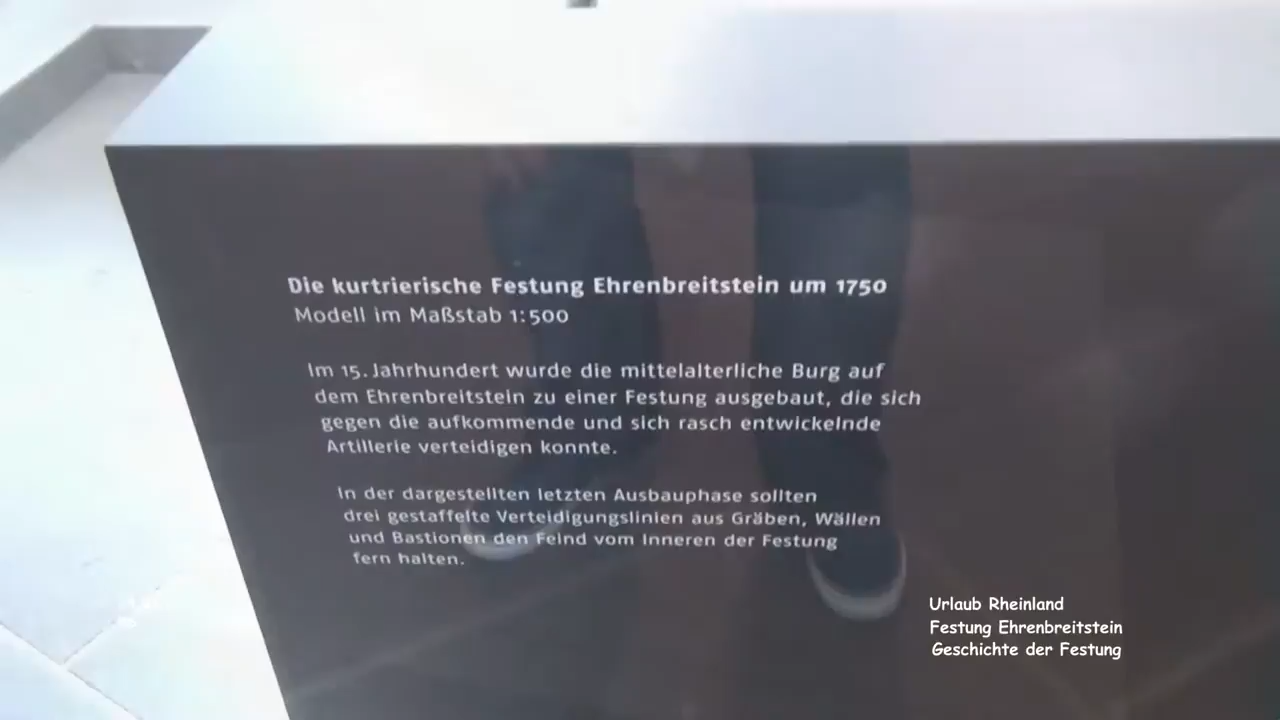 Die kurtrierische Festung Ehrenbreitstein um 1750
Modell im Maßstab 1:500
Im 15. Jahrhundert wurde die mittelalterliche Burg auf
dem Ehrenbreitstein zu einer Festung ausgebaut, die sich
gegen die aufkommende und sich rasch entwickelnde
Artillerie verteidigen konnte.
In der dargestellten letzten Ausbauphase sollten
drei gestaffelte Verteidigungslinien aus Gräben, Wällen
und Bastionen den Feind vom Inneren der Festung
fern halten.
Urlaub Rheinland
Festung Ehrenbreitstein
Geschichte der Festung